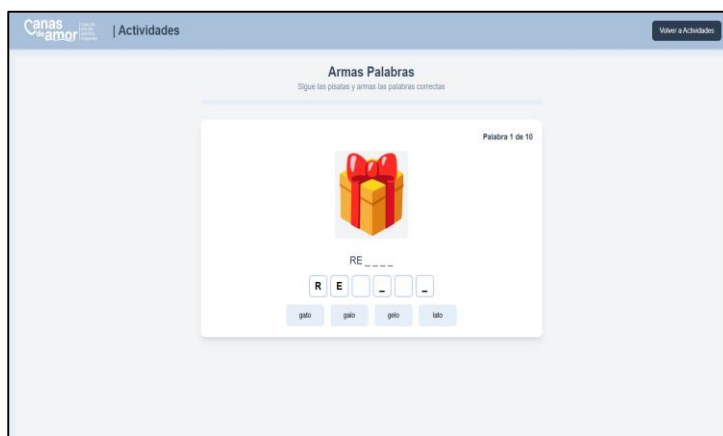 Canas
de amor
| Actividades
Volver a Actividades
Armas Palabras
Sigue las pisatas y armas las palabras correctas
Palabra 1 de 10
RE _ _ _ _
R E _ _
gato galo gelo lato